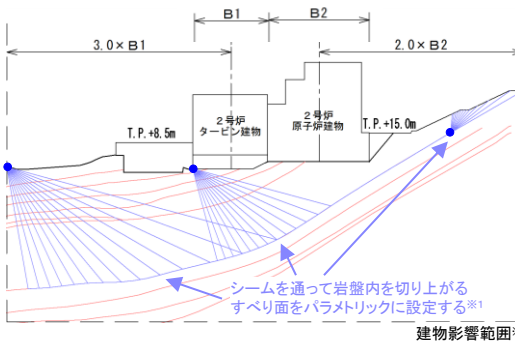 B1
B2
3.0×B1
2.0×B2
T.P.+8.5m
2号炉
タービン建物
2号炉
原子炉建物
T.P.+15.0m
シームを通って岩盤内を切り上がる
すべり面をパラメトリックに設定する※1
建物影響範囲※